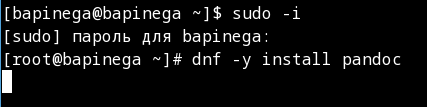 [bapinega@bapinega ~]$ sudo -i
[sudo] пароль для bapinega:
[root@bapinega ~]# dnf -y install pandoc